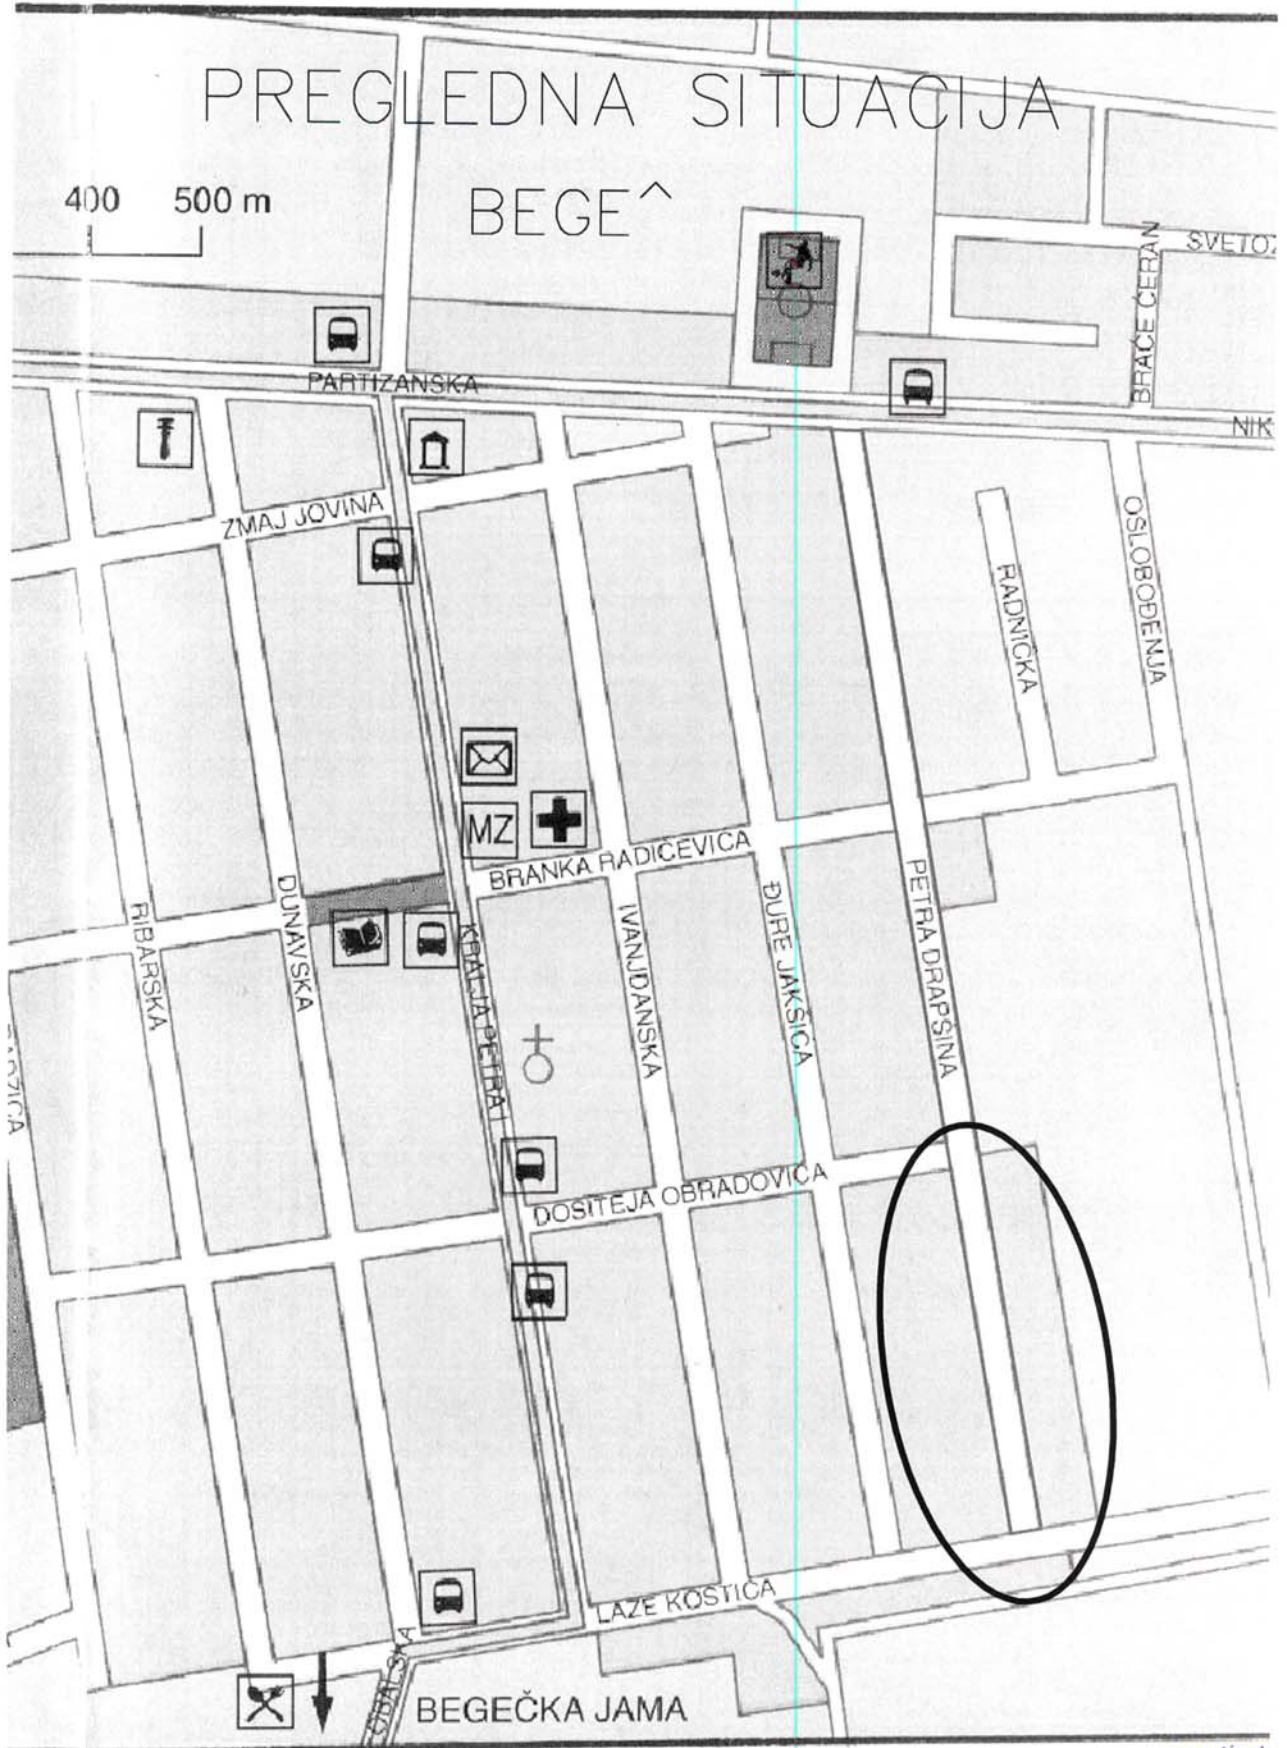 PREGLEDNA SITUACIJA
BEGE^
400 500 m
SVETOZ
BRAĆE ĆERAN
PARTIZANSKA
NIK
ZMAJ JOVINA
OSLOBOĐENJA
RADNIČKA
MZ
BRANKA RADIČEVIĆA
RIBARSKA
DUNAVSKA
KRALJA PETRA I
IVANJDANSKA
ĐURE JAKŠIĆA
PETRA DRAPŠINA
DOSITEJA OBRADOVIĆA
LAZE KOSTIĆA
BEGEČKA JAMA